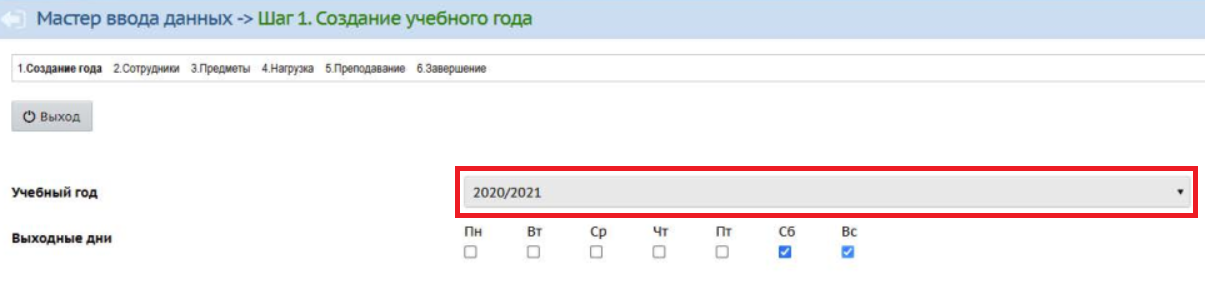 Мастер ввода данных -> Шаг 1. Создание учебного года
1.Создание года 2.Сотрудники 3.Предметы 4.Нагрузка 5.Преподавание 6.Завершение
Выход
Учебный год 2020/2021
Пн Вт Ср Чт Пт Сб Вс
Выходные дни